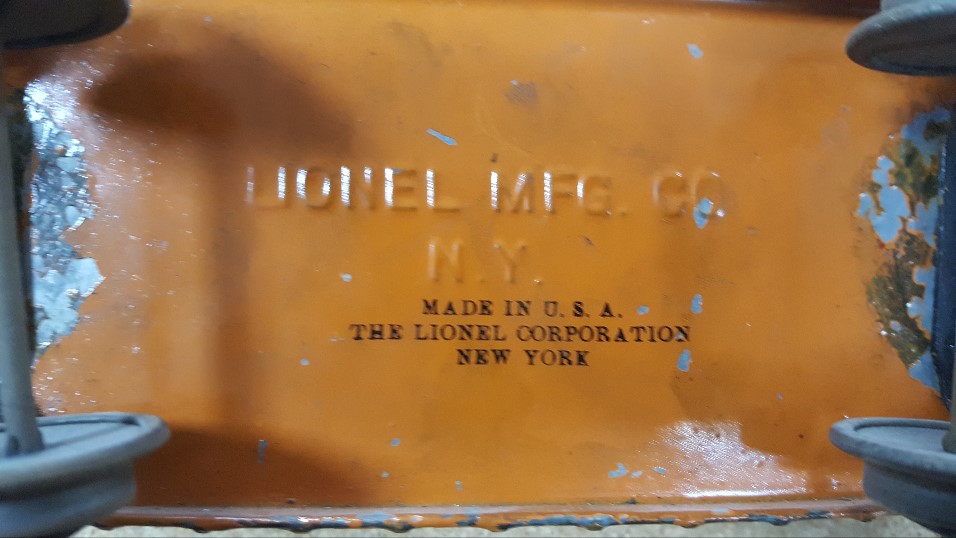 LIONEL MFG. CO
N.Y.
MADE IN U.S.A.
THE LIONEL CORPORATION
NEW YORK